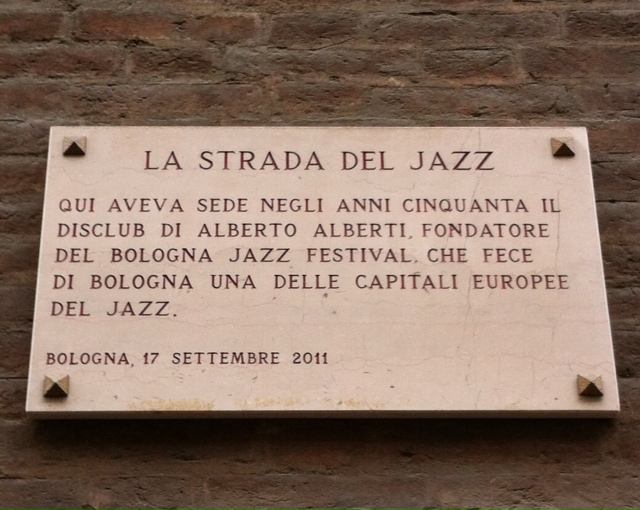 LA STRADA DEL JAZZ
QUI AVEVA SEDE NEGLI ANNI CINQUANTA IL
DISCLUB DI ALBERTO ALBERTI, FONDATORE
DEL BOLOGNA JAZZ FESTIVAL, CHE FECE
DI BOLOGNA UNA DELLE CAPITALI EUROPEE
DEL JAZZ.
BOLOGNA, 17 SETTEMBRE 2011